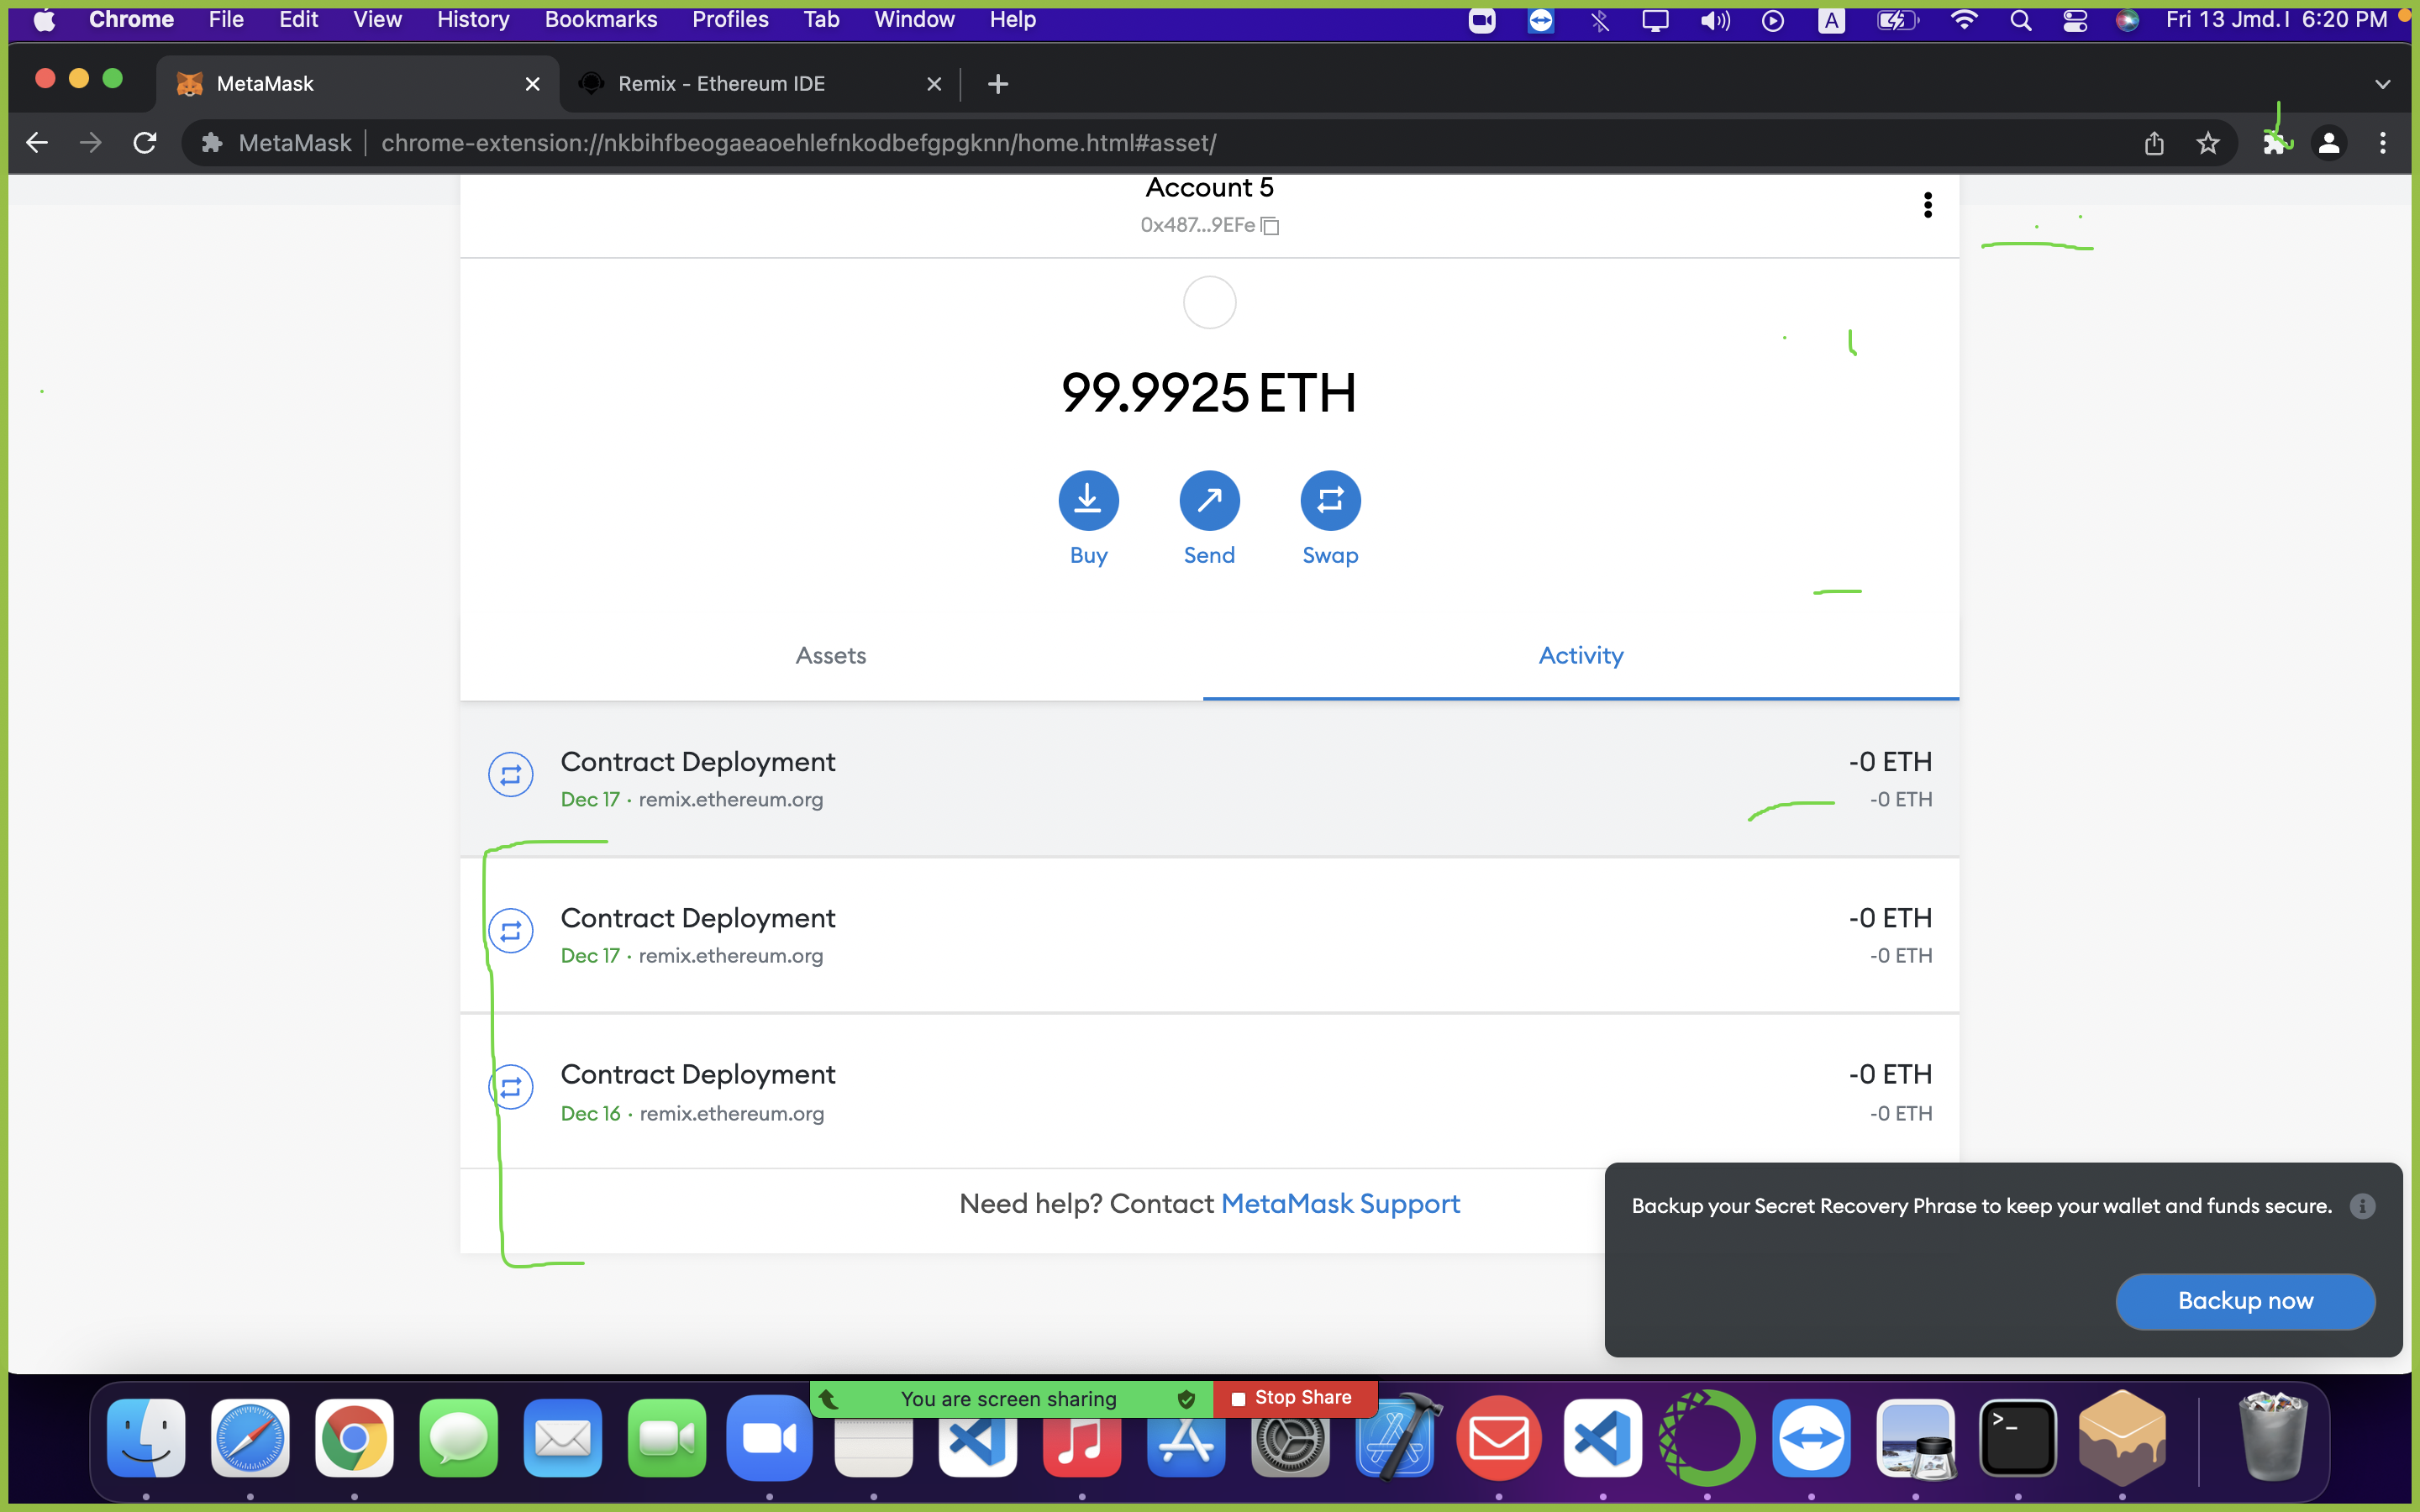 Chrome File Edit View History Bookmarks Profiles Tab Window Help A Fri 13 Jmd.I 6:20 PM
MetaMask Remix - Ethereum IDE
MetaMask chrome-extension://nkbihfbeogaeaoehlefnkodbefgpgknn/home.html#asset/
Account 5
0x487...9EFe
99.9925 ETH
Buy Send Swap
Assets Activity
Contract Deployment -0 ETH
Dec 17 · remix.ethereum.org -0 ETH
Contract Deployment -0 ETH
Dec 17 · remix.ethereum.org -0 ETH
Contract Deployment -0 ETH
Dec 16 · remix.ethereum.org -0 ETH
Need help? Contact MetaMask Support
Backup your Secret Recovery Phrase to keep your wallet and funds secure.
Backup now
You are screen sharing Stop Share